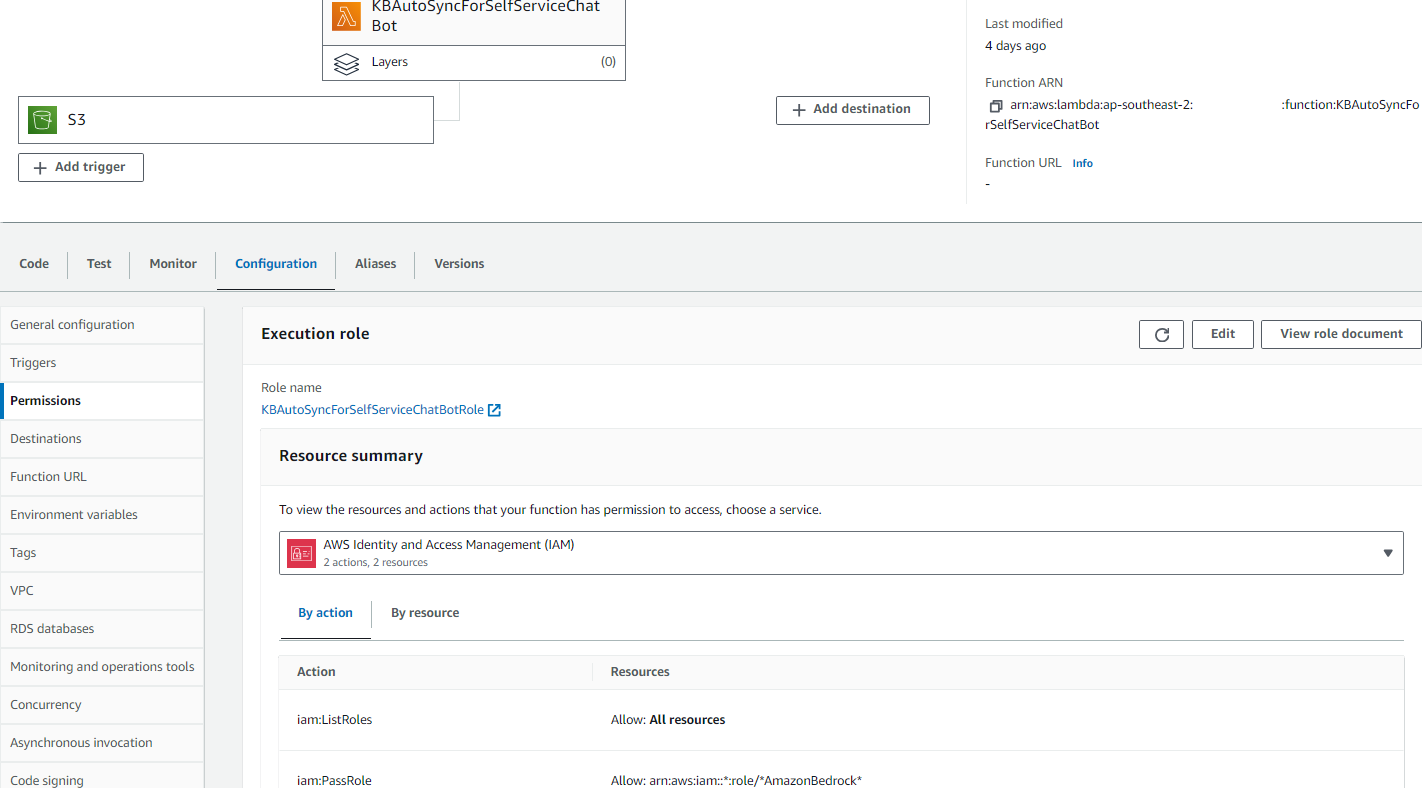 KBAutoSyncForSelfServiceChat
Bot
Layers
(0)
S3
Add trigger
Add destination
Last modified
4 days ago
Function ARN
arn:aws:lambda:ap-southeast-2: :function:KBAutoSyncFo
rSelfServiceChatBot
Function URL Info
-
Code Test Monitor Configuration Aliases Versions
General configuration
Triggers
Permissions
Destinations
Function URL
Environment variables
Tags
VPC
RDS databases
Monitoring and operations tools
Concurrency
Asynchronous invocation
Code signing
Execution role
Edit
View role document
Role name
KBAutoSyncForSelfServiceChatBotRole
Resource summary
To view the resources and actions that your function has permission to access, choose a service.
AWS Identity and Access Management (IAM)
2 actions, 2 resources
By action By resource
Action Resources
iam:ListRoles Allow: All resources
iam:PassRole Allow: arn:aws:iam::*:role/*AmazonBedrock*